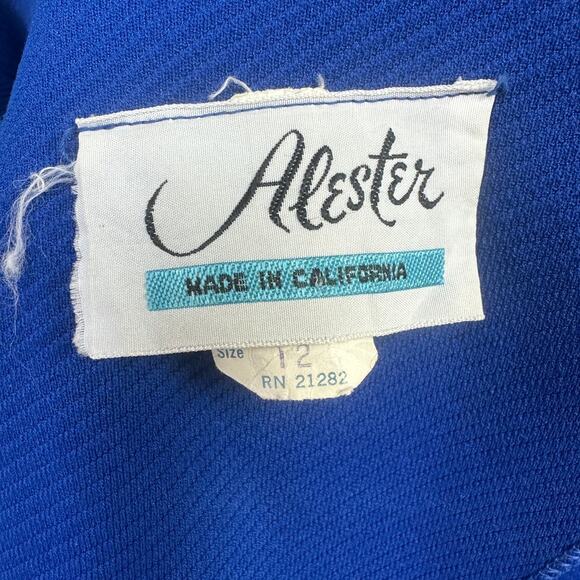 Alester
MADE IN CALIFORNIA
Size 12
RN 21282